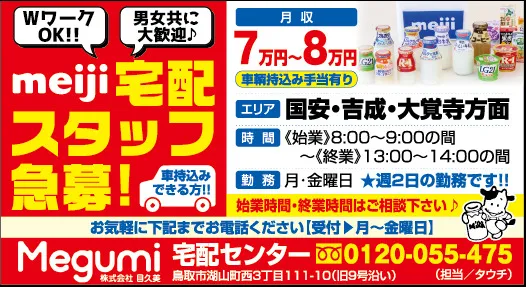 Wワーク
OK!!
男女共に
大歓迎♪
meiji 宅配
スタッフ
急募!
車持込み
できる方!!
月収
7万円〜8万円
車輌持込み手当有り
meiji
エリア 国安・吉成・大覚寺方面
時間 《始業》8:00〜9:00の間
〜《終業》13:00〜14:00の間
勤務 月・金曜日 ★週2日の勤務です!!
始業時間・終業時間はご相談下さい♪
お気軽に下記までお電話ください【受付▶月〜金曜日】
Megumi
株式会社 目久美
宅配センター 0120-055-475
鳥取市湖山町西3丁目111-10(旧9号沿い) (担当/タウチ)